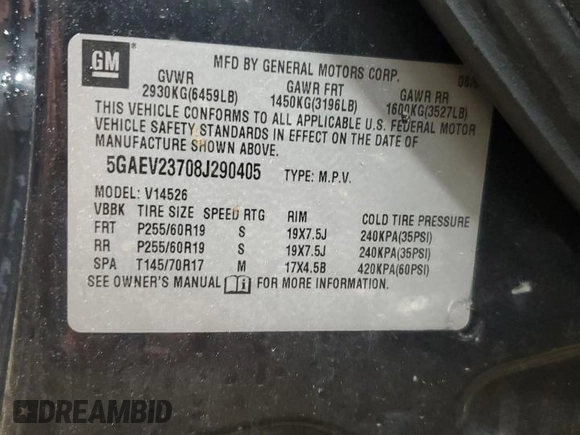 GM ®
MFD BY GENERAL MOTORS CORP.
GVWR GAWR FRT GAWR RR
2930KG(6459LB) 1450KG(3196LB) 1600KG(3527LB)
THIS VEHICLE CONFORMS TO ALL APPLICABLE U.S. FEDERAL MOTOR
VEHICLE SAFETY STANDARDS IN EFFECT ON THE DATE OF
MANUFACTURE SHOWN ABOVE.
5GAEV23708J290405 TYPE: M.P.V.
MODEL: V14526
VBBK TIRE SIZE SPEED RTG RIM COLD TIRE PRESSURE
FRT P255/60R19 S 19X7.5J 240KPA(35PSI)
RR P255/60R19 S 19X7.5J 240KPA(35PSI)
SPA T145/70R17 M 17X4.5B 420KPA(60PSI)
SEE OWNER'S MANUAL FOR MORE INFORMATION.
DREAMBID